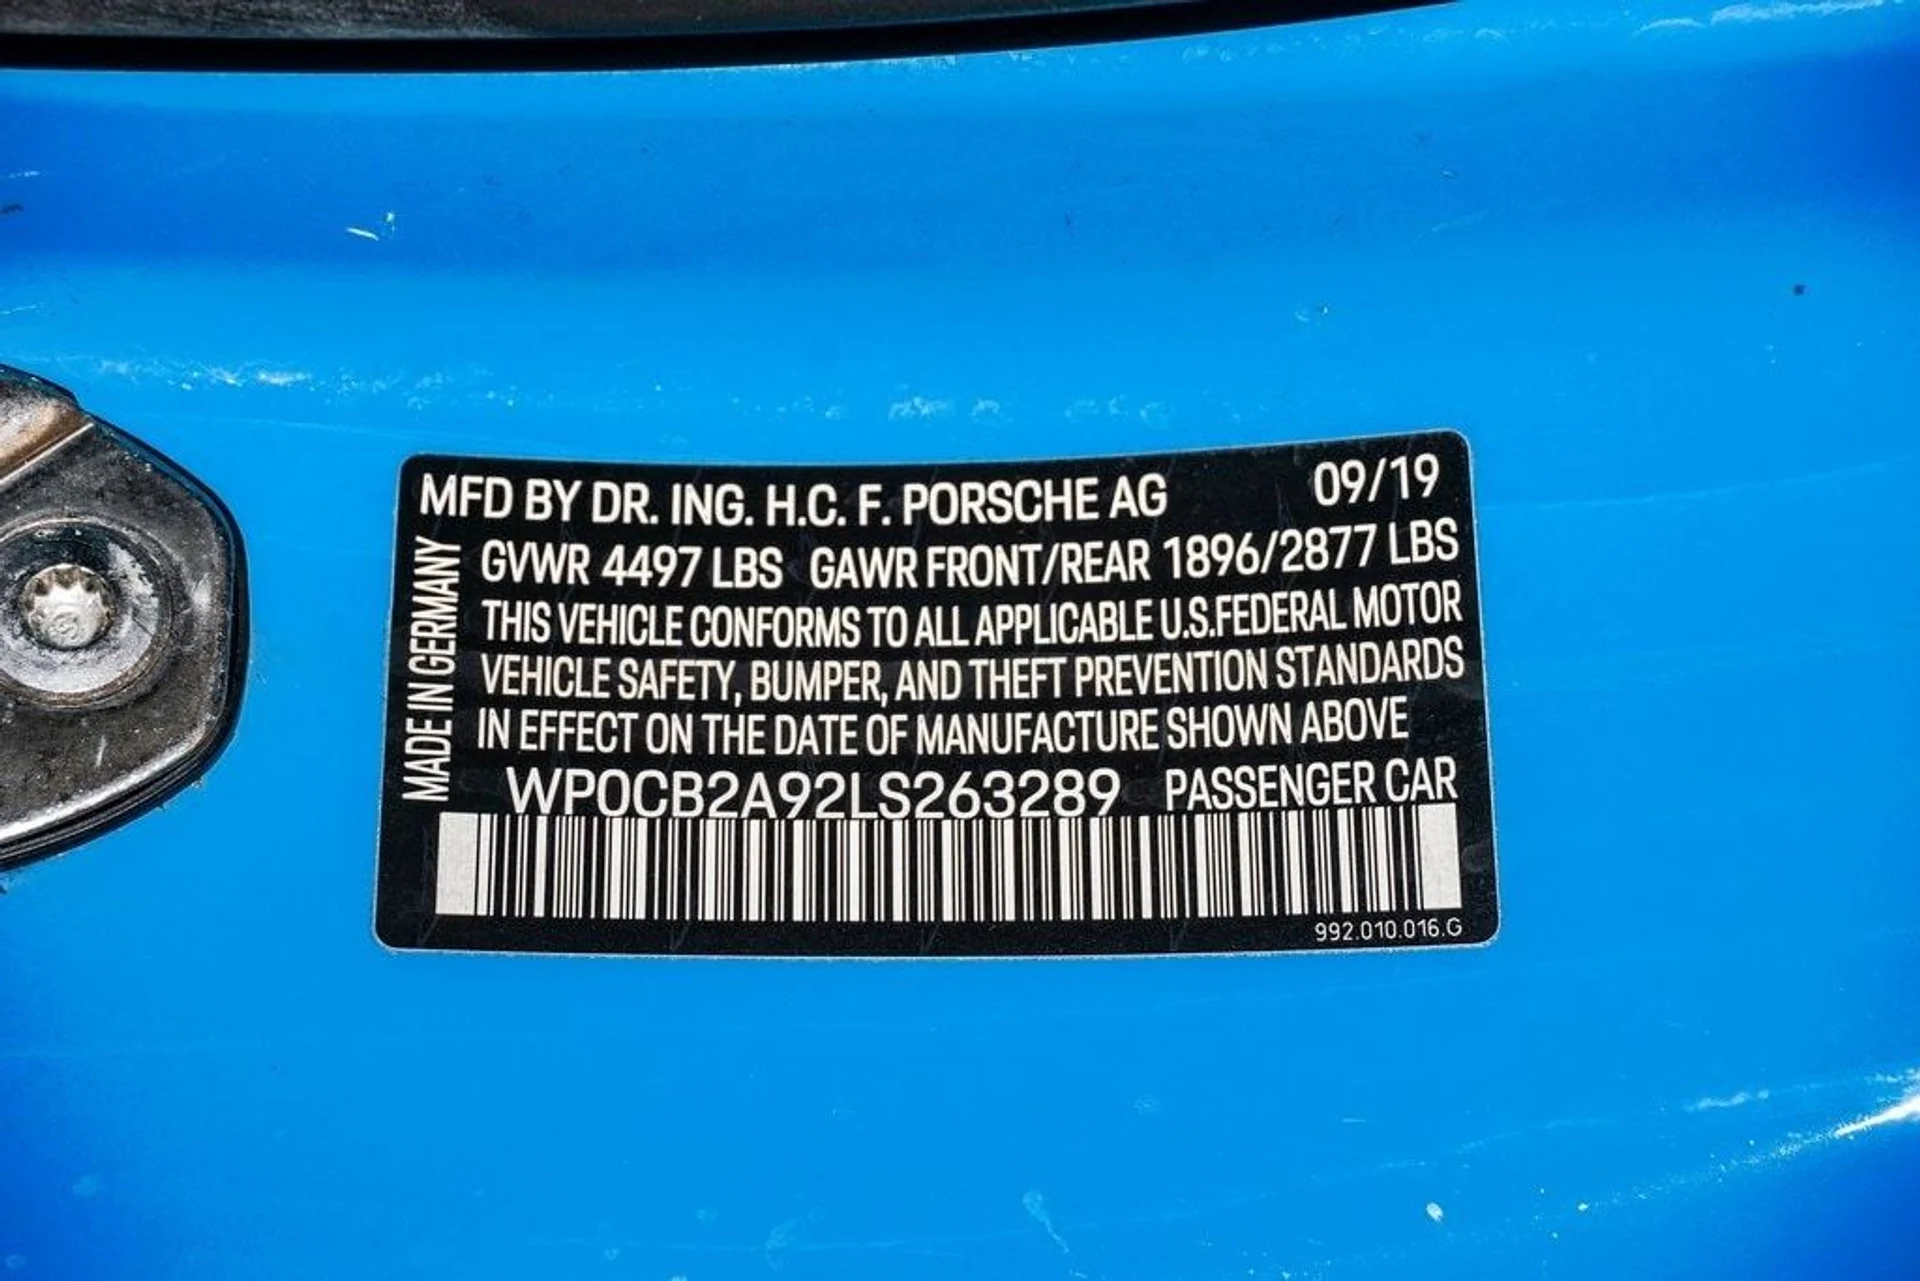 MFD BY DR. ING. H.C. F. PORSCHE AG 09/19
GVWR 4497 LBS GAWR FRONT/REAR 1896/2877 LBS
THIS VEHICLE CONFORMS TO ALL APPLICABLE U.S.FEDERAL MOTOR
VEHICLE SAFETY, BUMPER, AND THEFT PREVENTION STANDARDS
IN EFFECT ON THE DATE OF MANUFACTURE SHOWN ABOVE
MADE IN GERMANY
WP0CB2A92LS263289 PASSENGER CAR
992.010.016.G